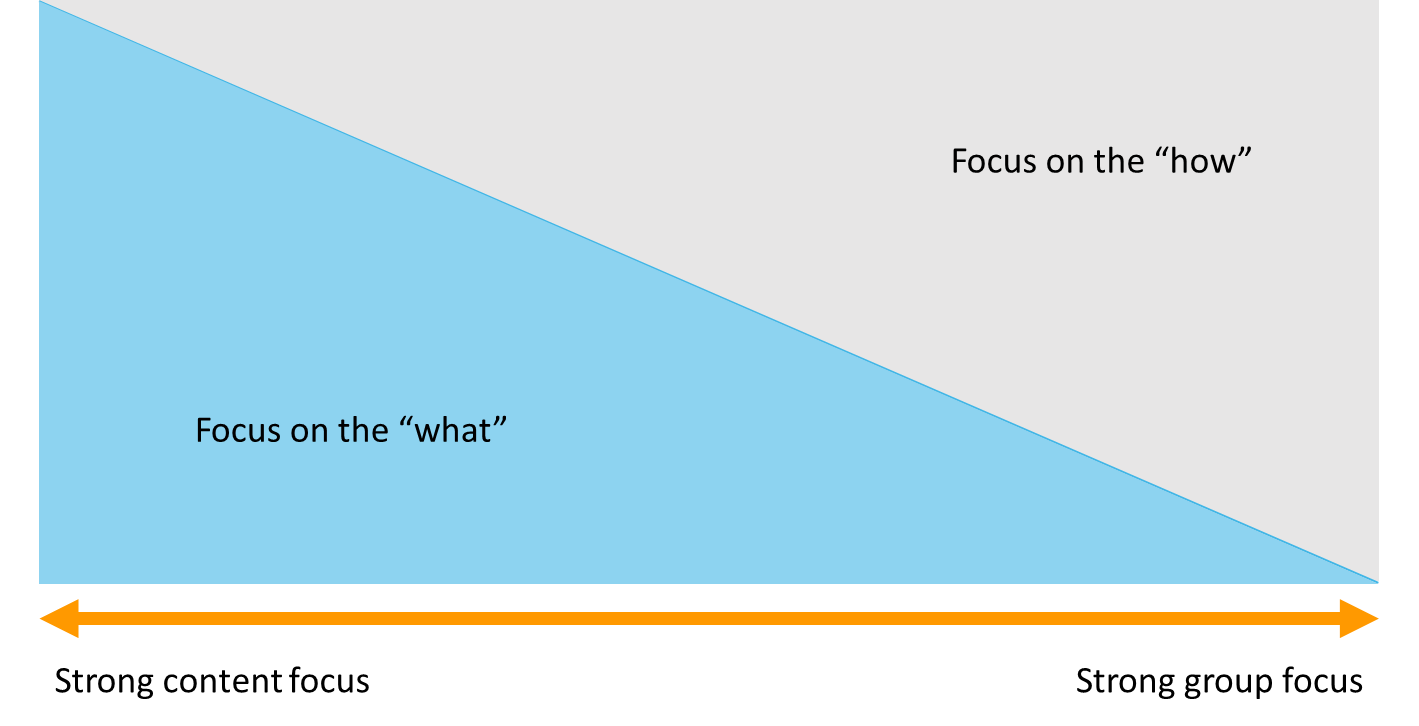 Focus on the “how”
Focus on the “what”
Strong content focus
Strong group focus